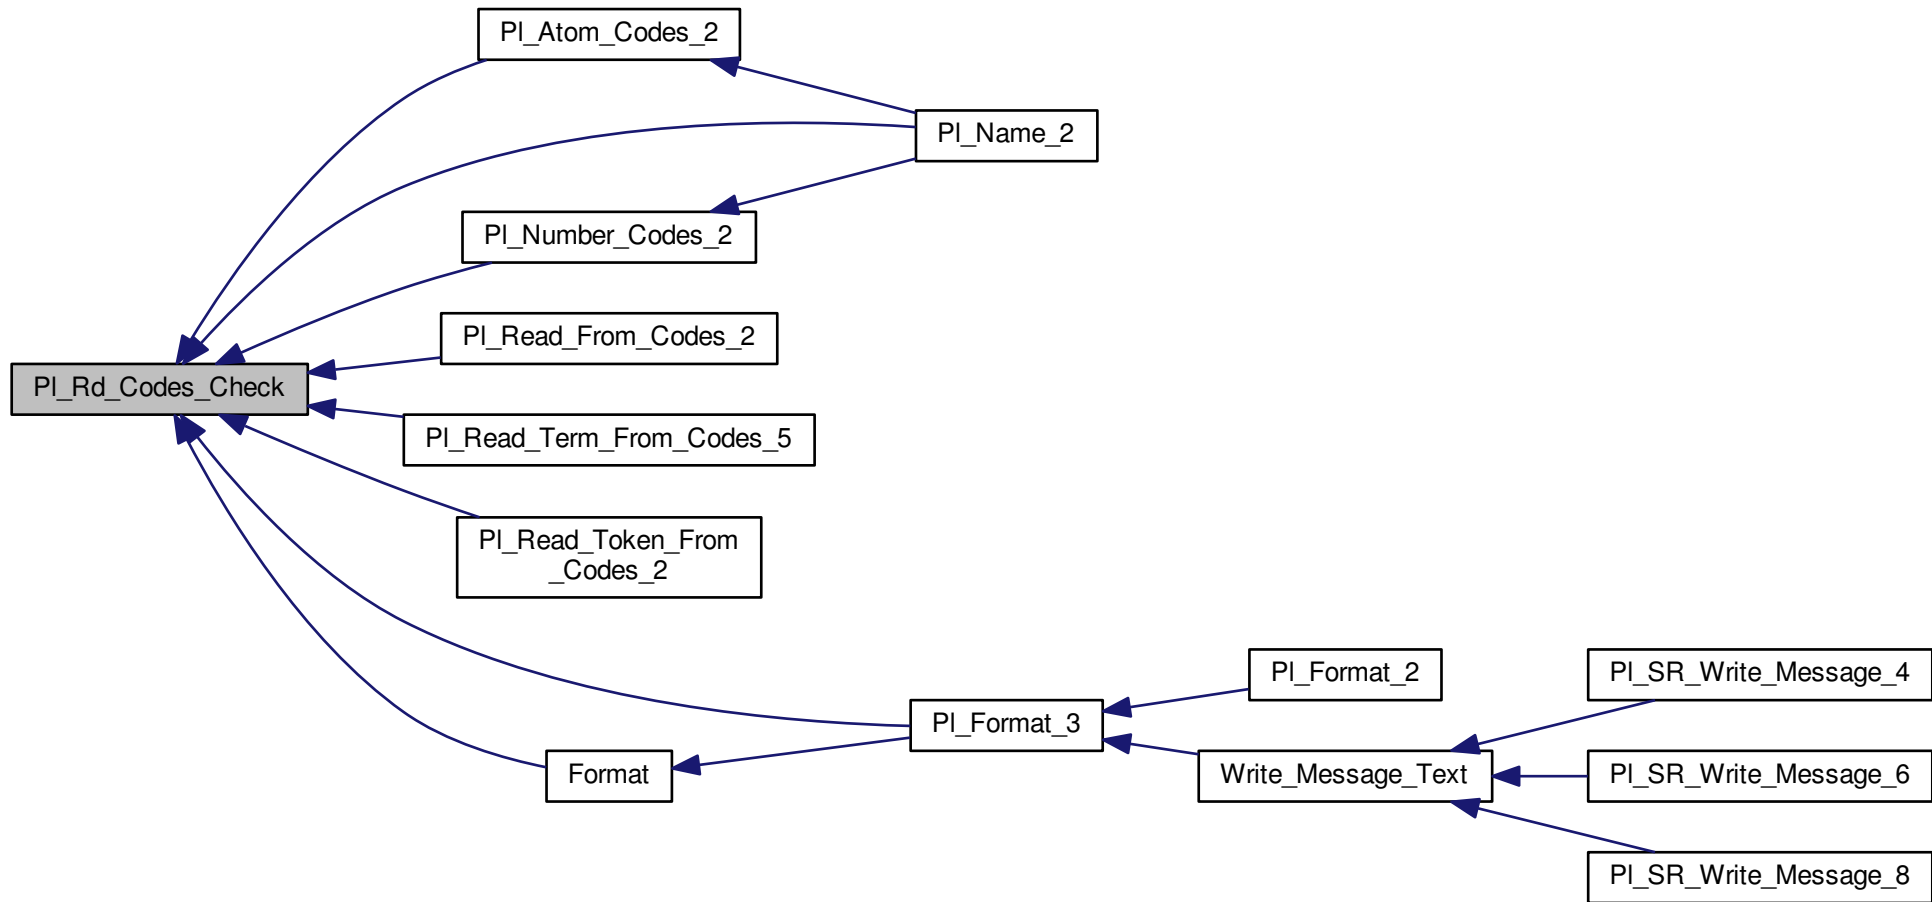 Pl_Atom_Codes_2
Pl_Name_2
Pl_Number_Codes_2
Pl_Read_From_Codes_2
Pl_Rd_Codes_Check
Pl_Read_Term_From_Codes_5
Pl_Read_Token_From
_Codes_2
Pl_Format_2
Pl_SR_Write_Message_4
Pl_Format_3
Format
Write_Message_Text
Pl_SR_Write_Message_6
Pl_SR_Write_Message_8